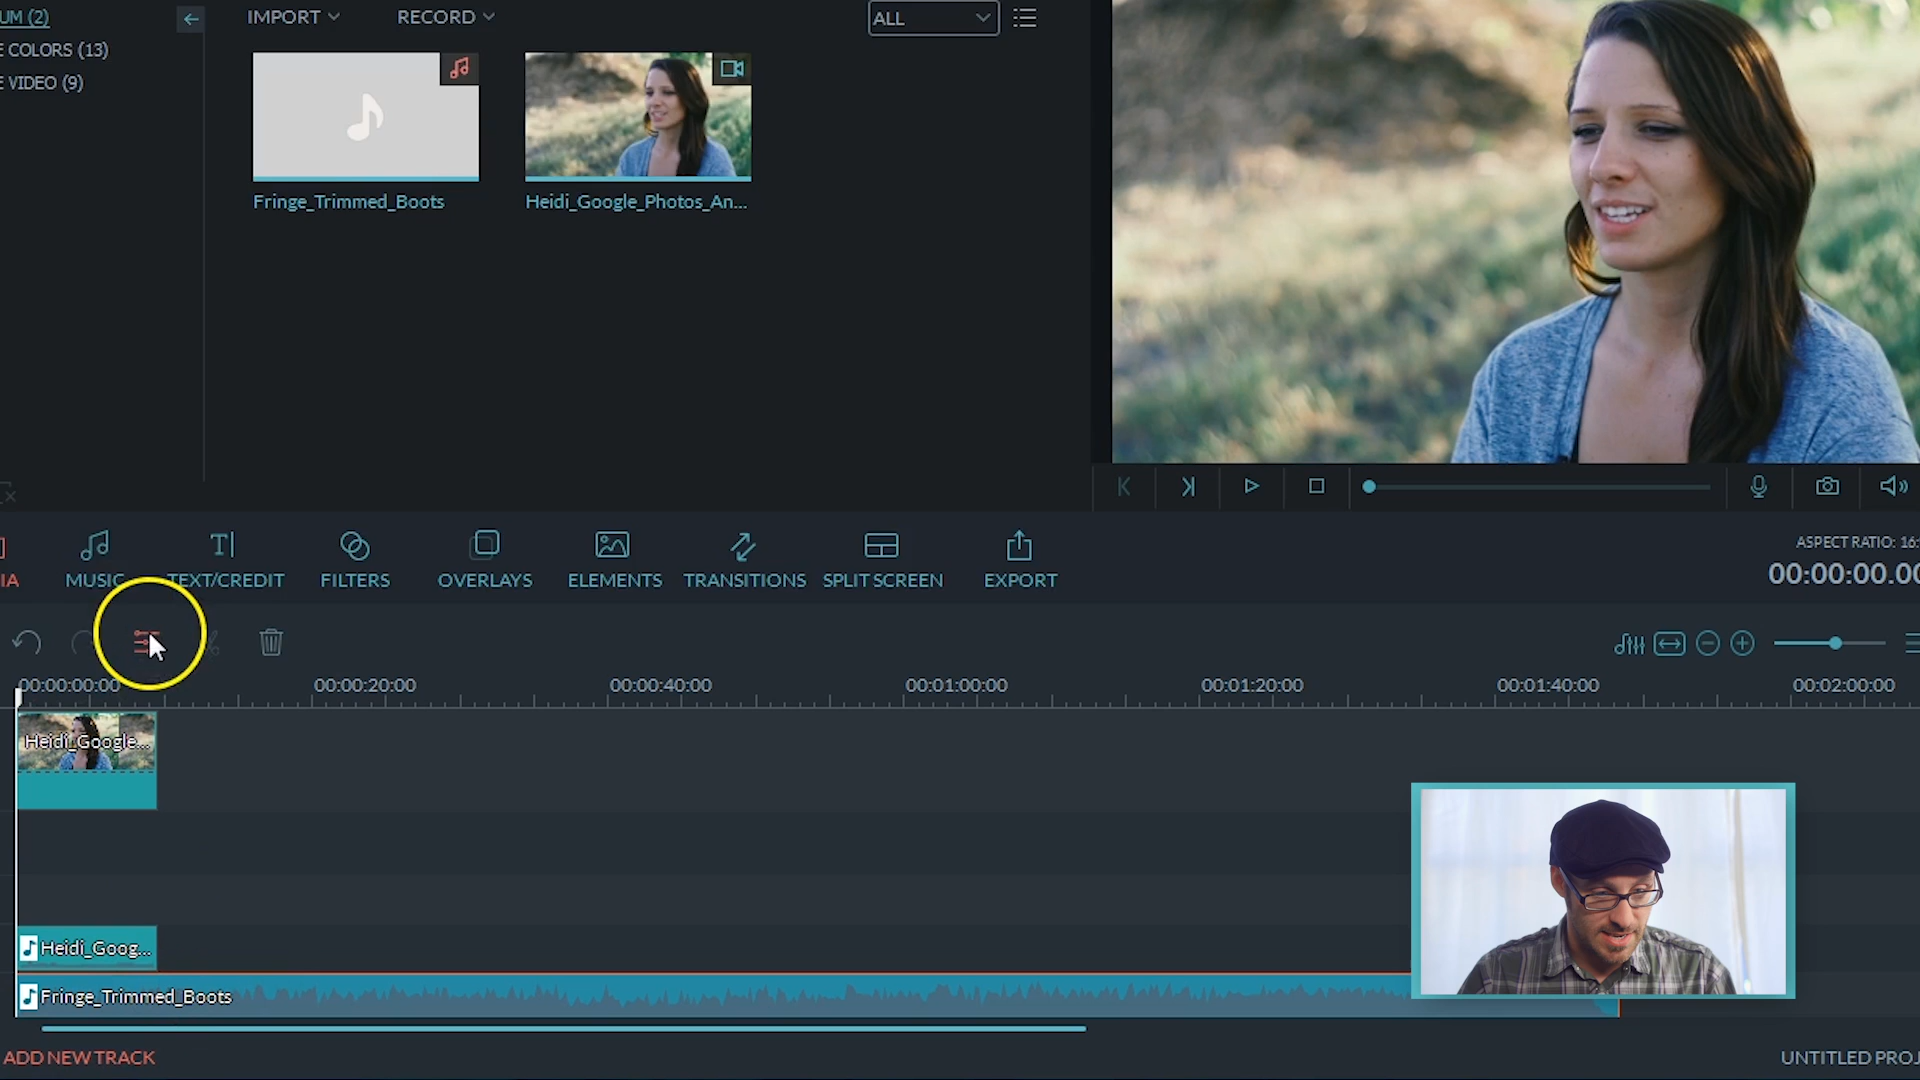 UM (2)
IMPORT
RECORD
ALL
E COLORS (13)
E VIDEO (9)
Fringe_Trimmed_Boots
Heidi_Google_Photos_An...
IA
MUSIC
TEXT/CREDIT
FILTERS
OVERLAYS
ELEMENTS
TRANSITIONS
SPLIT SCREEN
EXPORT
ASPECT RATIO: 16:
00:00:00.00
00:00:00:00
00:00:20:00
00:00:40:00
00:01:00:00
00:01:20:00
00:01:40:00
00:02:00:00
Heidi_Google...
Heidi_Goog...
Fringe_Trimmed_Boots
ADD NEW TRACK
UNTITLED PROJ